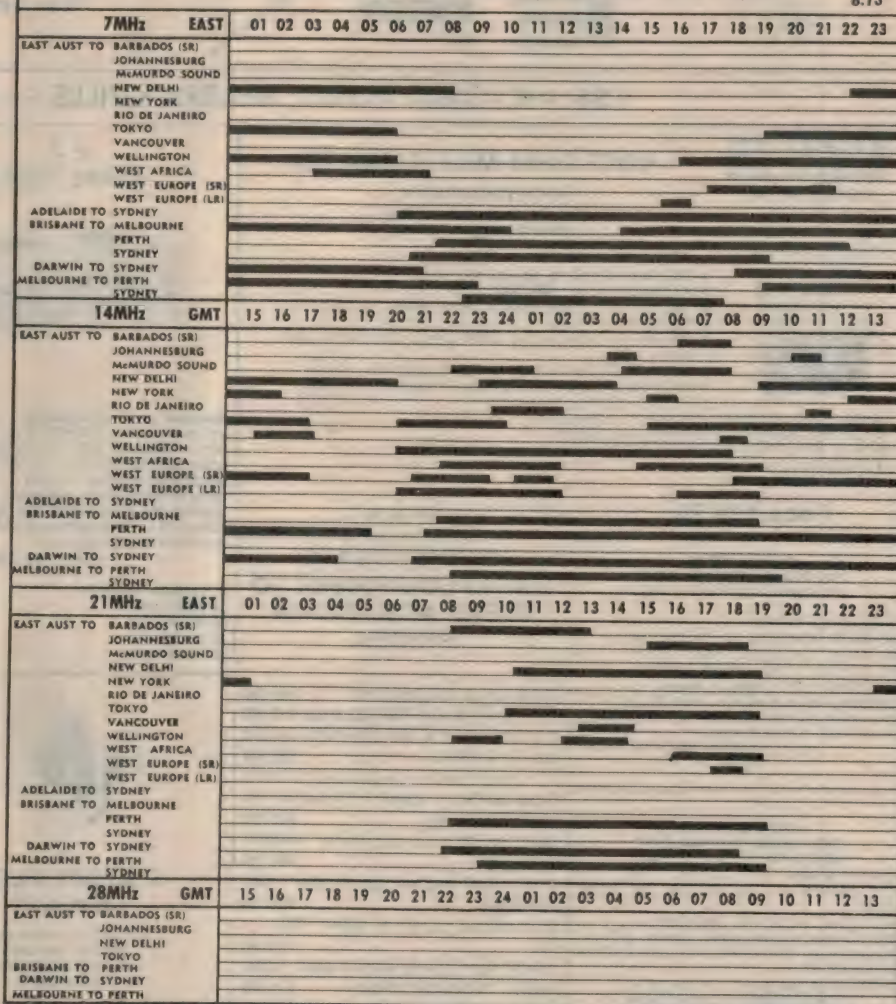 8.73
7MHz EAST 01 02 03 04 05 06 07 08 09 10 11 12 13 14 15 16 17 18 19 20 21 22 23
EAST AUST TO BARBADOS (SR)
JOHANNESBURG
McMURDO SOUND
NEW DELHI
NEW YORK
RIO DE JANEIRO
TOKYO
VANCOUVER
WELLINGTON
WEST AFRICA
WEST EUROPE (SR)
WEST EUROPE (LR)
ADELAIDE TO SYDNEY
BRISBANE TO MELBOURNE
PERTH
SYDNEY
DARWIN TO SYDNEY
MELBOURNE TO PERTH
SYDNEY
14MHz GMT 15 16 17 18 19 20 21 22 23 24 01 02 03 04 05 06 07 08 09 10 11 12 13
EAST AUST TO BARBADOS (SR)
JOHANNESBURG
McMURDO SOUND
NEW DELHI
NEW YORK
RIO DE JANEIRO
TOKYO
VANCOUVER
WELLINGTON
WEST AFRICA
WEST EUROPE (SR)
WEST EUROPE (LR)
ADELAIDE TO SYDNEY
BRISBANE TO MELBOURNE
PERTH
SYDNEY
DARWIN TO SYDNEY
MELBOURNE TO PERTH
SYDNEY
21MHz EAST 01 02 03 04 05 06 07 08 09 10 11 12 13 14 15 16 17 18 19 20 21 22 23
EAST AUST TO BARBADOS (SR)
JOHANNESBURG
McMURDO SOUND
NEW DELHI
NEW YORK
RIO DE JANEIRO
TOKYO
VANCOUVER
WELLINGTON
WEST AFRICA
WEST EUROPE (SR)
WEST EUROPE (LR)
ADELAIDE TO SYDNEY
BRISBANE TO MELBOURNE
PERTH
SYDNEY
DARWIN TO SYDNEY
MELBOURNE TO PERTH
SYDNEY
28MHz GMT 15 16 17 18 19 20 21 22 23 24 01 02 03 04 05 06 07 08 09 10 11 12 13
EAST AUST TO BARBADOS (SR)
JOHANNESBURG
NEW DELHI
TOKYO
BRISBANE TO PERTH
DARWIN TO SYDNEY
MELBOURNE TO PERTH